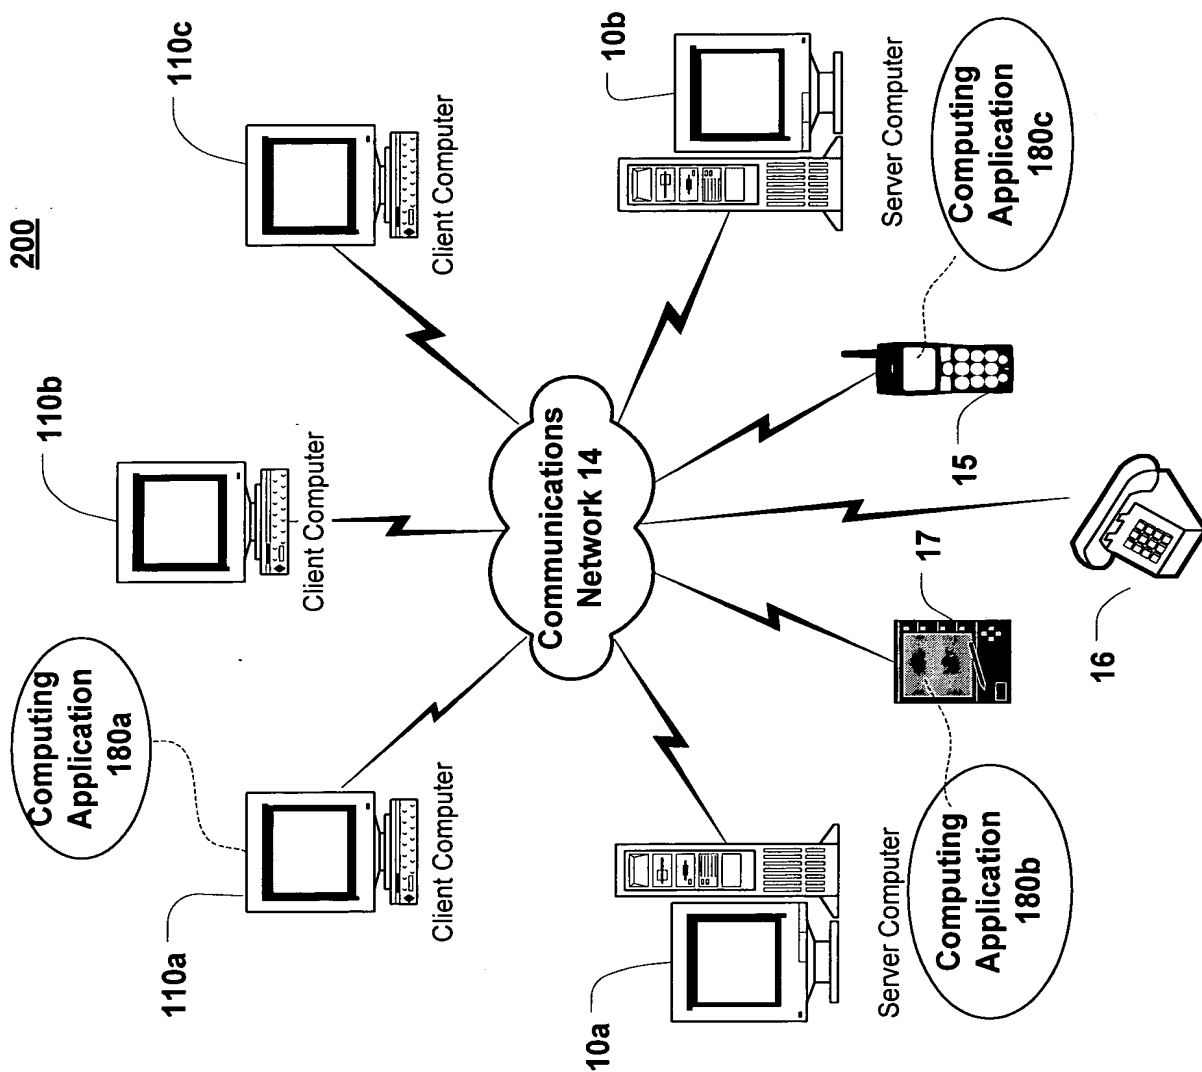 200
Computing
Application
180a
110a
Client Computer
110b
Client Computer
110c
Client Computer
Communications
Network 14
10a
Server Computer
Computing
Application
180b
17
16
15
10b
Server Computer
Computing
Application
180c